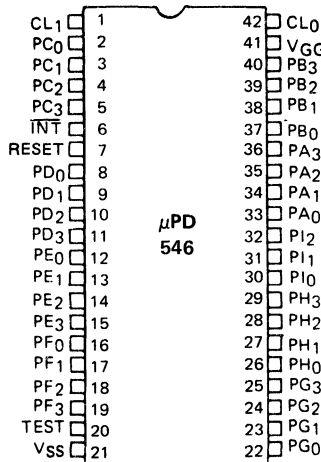 CL1 1 42 CL0
PC0 2 41 VGG
PC1 3 40 PB3
PC2 4 39 PB2
PC3 5 38 PB1
INT 6 37 PB0
RESET 7 36 PA3
PD0 8 35 PA2
PD1 9 34 PA1
PD2 10 33 PA0
PD3 11 32 PI2
PE0 12 31 PI1
PE1 13 30 PI0
PE2 14 29 PH3
PE3 15 28 PH2
PF0 16 27 PH1
PF1 17 26 PH0
PF2 18 25 PG3
PF3 19 24 PG2
TEST 20 23 PG1
VSS 21 22 PG0
μPD
546